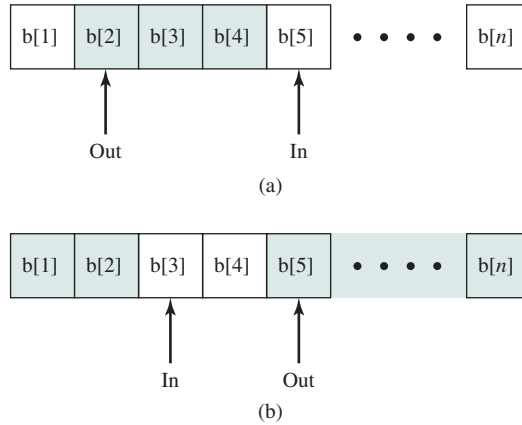 b[1] b[2] b[3] b[4] b[5] • • • • b[n]
Out In
(a)
b[1] b[2] b[3] b[4] b[5] • • • • b[n]
In Out
(b)